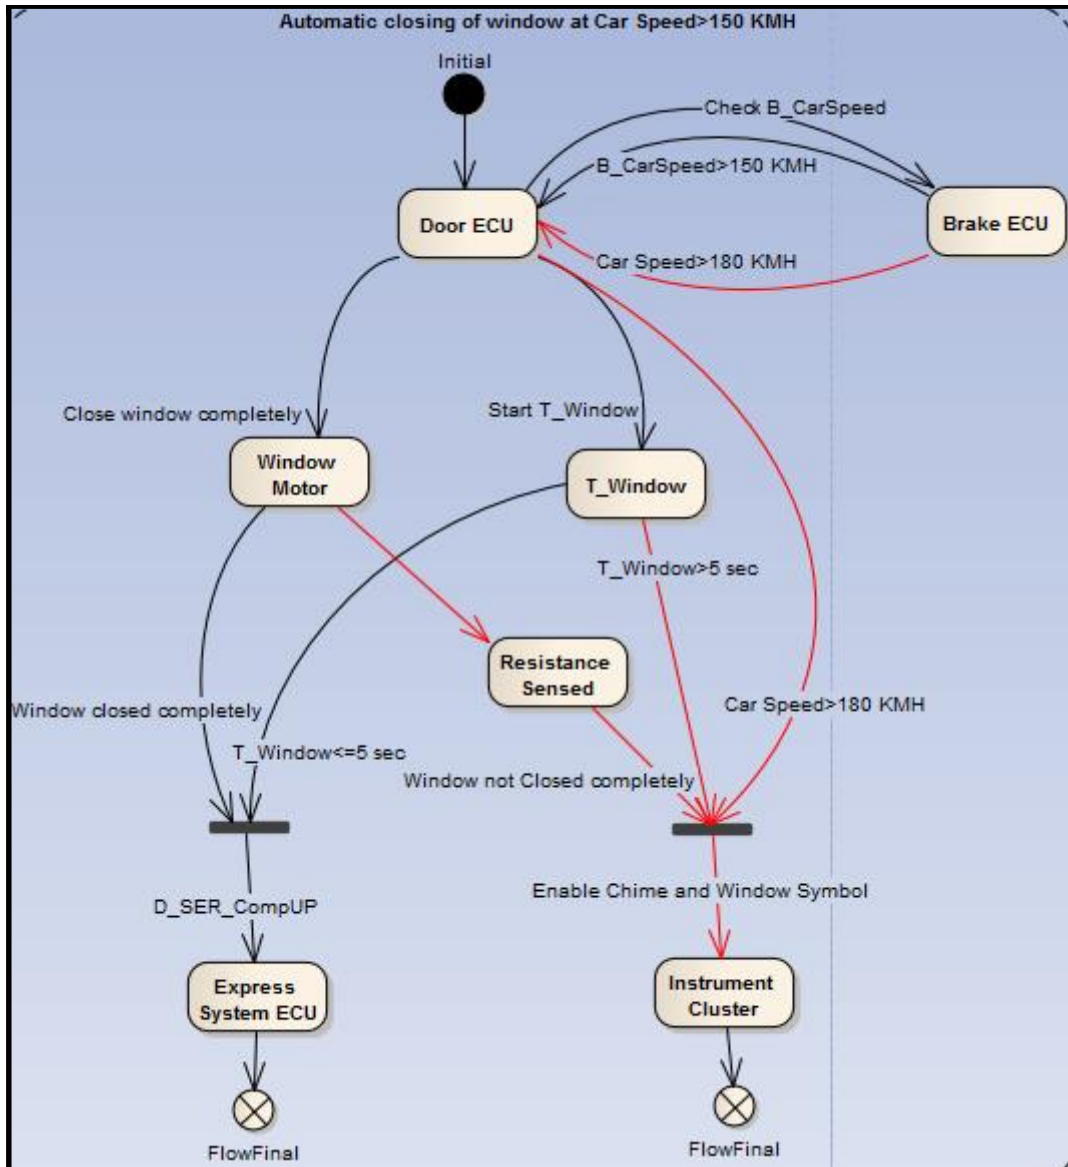 Automatic closing of window at Car Speed>150 KMH
Initial
Check B_CarSpeed
B_CarSpeed>150 KMH
Door ECU
Brake ECU
Car Speed>180 KMH
Close window completely
Start T_Window
Window
Motor
T_Window
T_Window>5 sec
Resistance
Sensed
Window closed completely
Car Speed>180 KMH
T_Window<=5 sec
Window not Closed completely
Enable Chime and Window Symbol
D_SER_CompUP
Express
System ECU
Instrument
Cluster
FlowFinal
FlowFinal